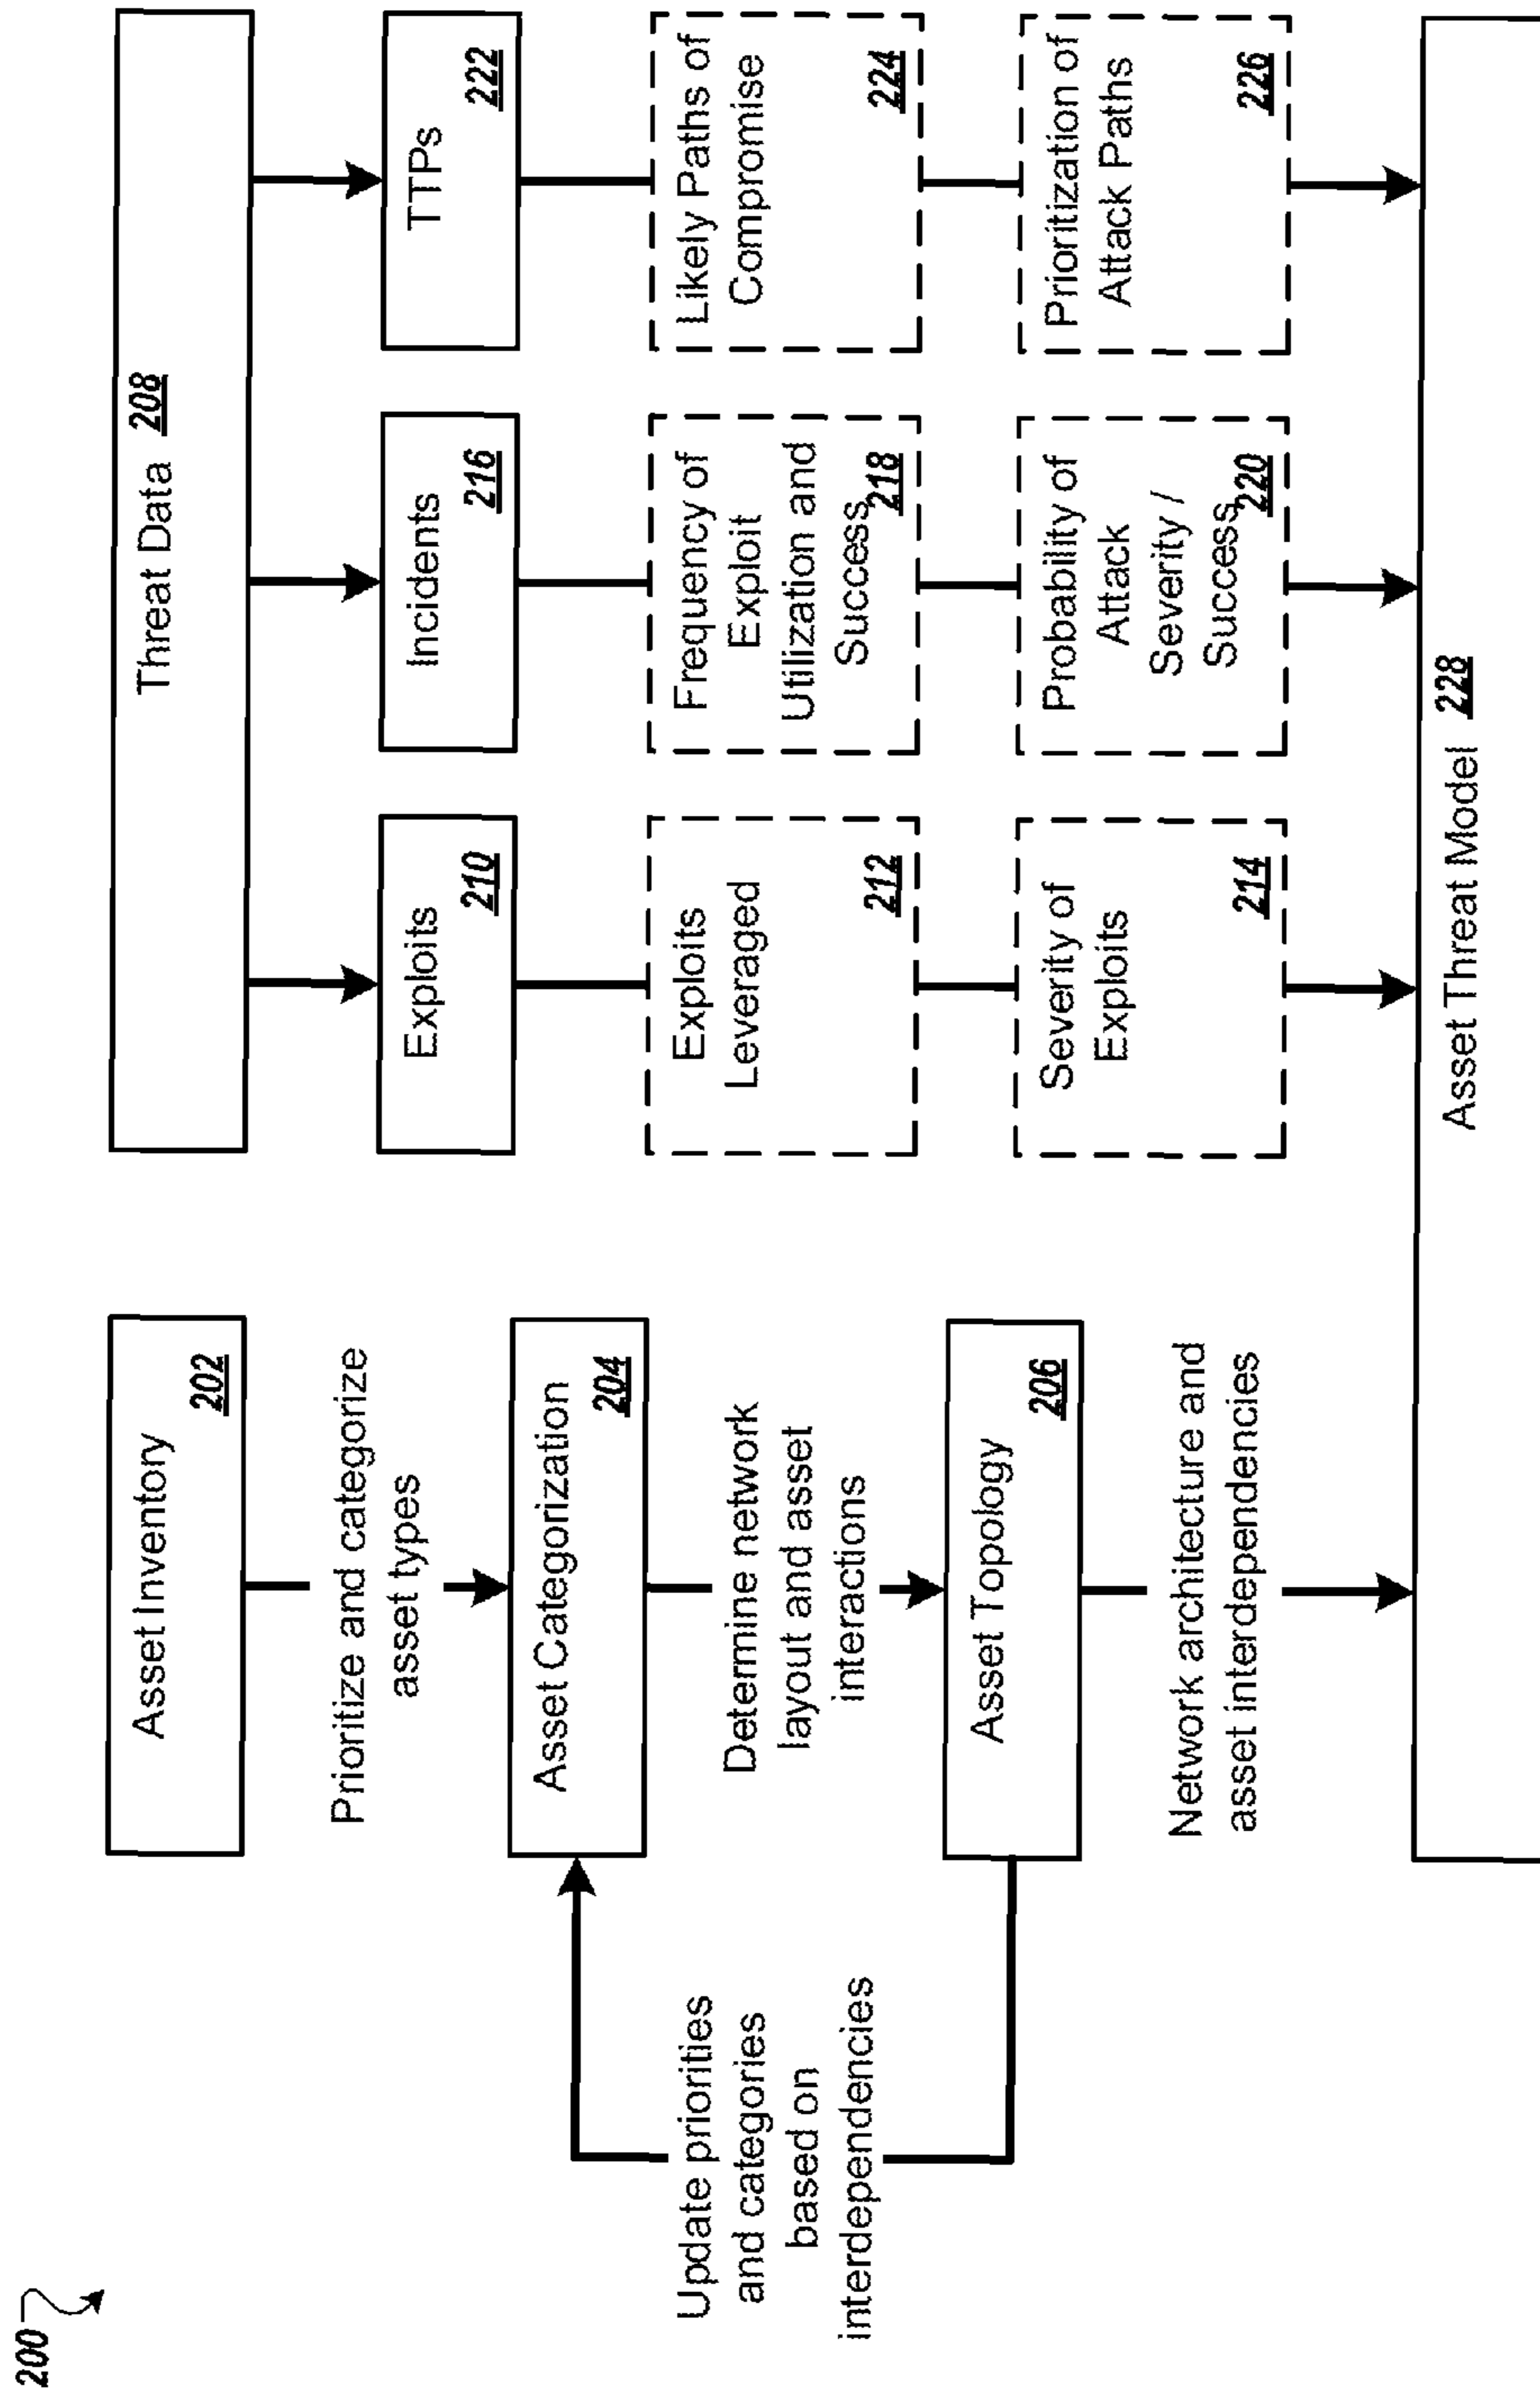 200
Asset Inventory
202
Prioritize and categorize
asset types
Asset Categorization
204
Determine network
layout and asset
interactions
Asset Topology
206
Network architecture and
asset interdependencies
Update priorities
and categories
based on
interdependencies
Threat Data 208
Exploits
210
Exploits
Leveraged
212
Severity of
Exploits
214
Incidents
216
Frequency of
Exploit
Utilization and
Success
218
Probability of
Attack
Severity /
Success
220
TTPs
222
Likely Paths of
Compromise
224
Prioritization of
Attack Paths
226
Asset Threat Model 228